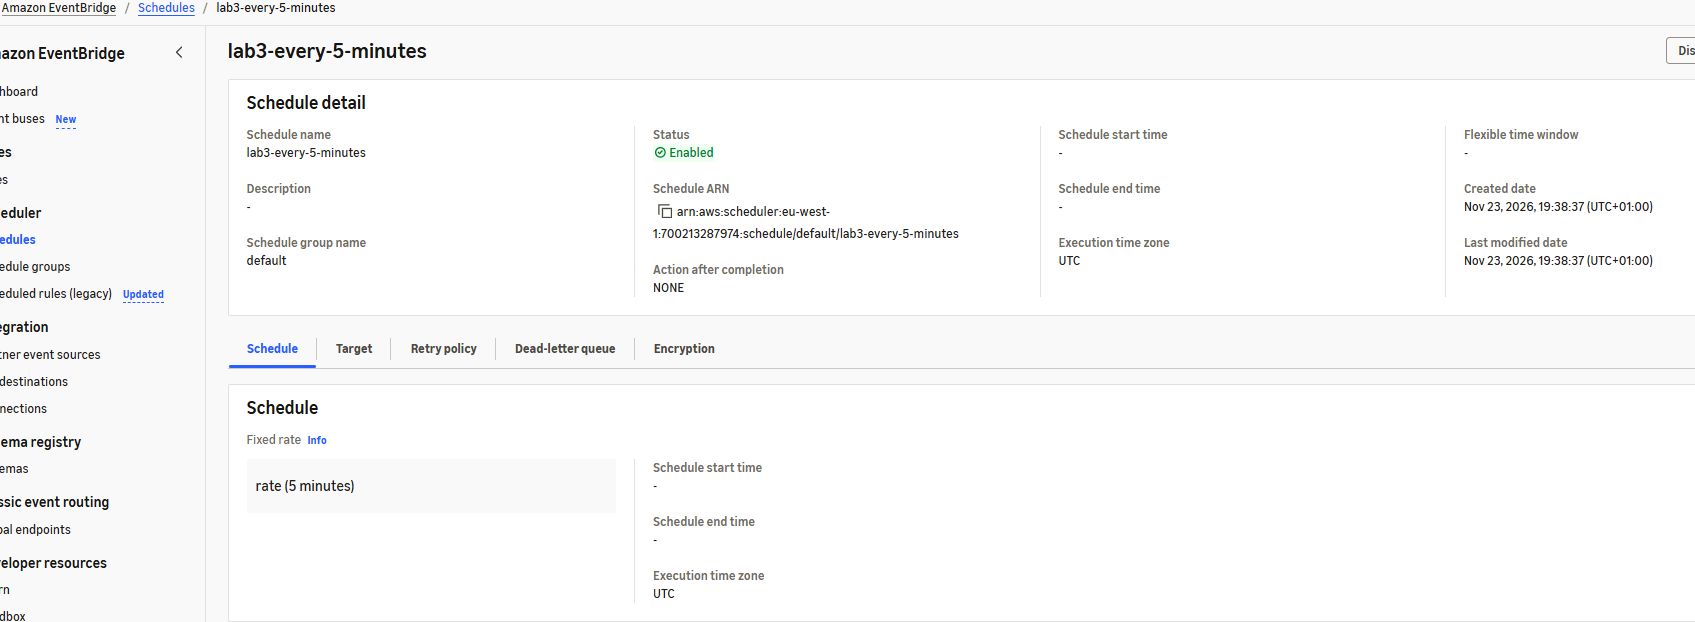 Amazon EventBridge / Schedules / lab3-every-5-minutes
azon EventBridge
hboard
nt buses New
es
es
eduler
edules
edule groups
eduled rules (legacy) Updated
egration
tner event sources
destinations
nections
ema registry
emas
ssic event routing
bal endpoints
veloper resources
rn
dbox
lab3-every-5-minutes
Dis
Schedule detail
Schedule name
lab3-every-5-minutes
Description
-
Schedule group name
default
Status
Enabled
Schedule ARN
arn:aws:scheduler:eu-west-
1:700213287974:schedule/default/lab3-every-5-minutes
Action after completion
NONE
Schedule start time
-
Schedule end time
-
Execution time zone
UTC
Flexible time window
-
Created date
Nov 23, 2026, 19:38:37 (UTC+01:00)
Last modified date
Nov 23, 2026, 19:38:37 (UTC+01:00)
Schedule Target Retry policy Dead-letter queue Encryption
Schedule
Fixed rate Info
rate (5 minutes)
Schedule start time
-
Schedule end time
-
Execution time zone
UTC